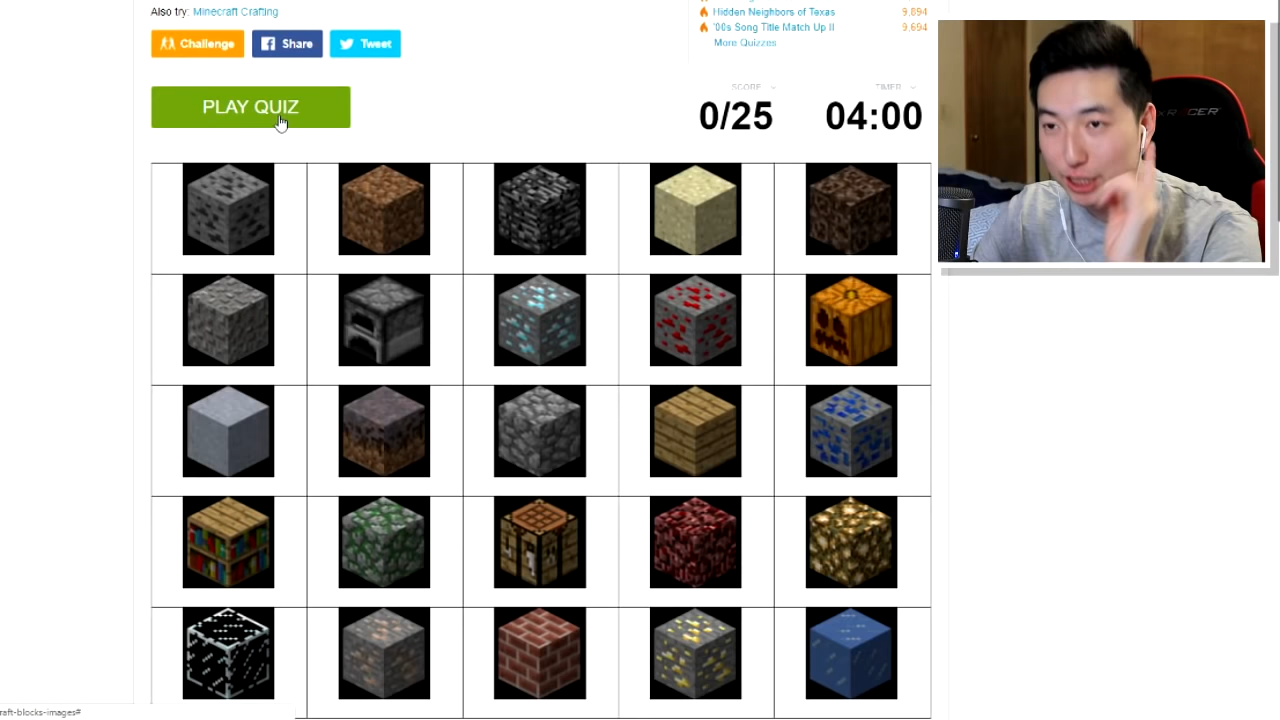 Also try: Minecraft Crafting
Hidden Neighbors of Texas 9,894
'00s Song Title Match Up II 9,694
More Quizzes
Challenge
Share
Tweet
PLAY QUIZ
SCORE
TIMER
0/25
04:00
raft-blocks-images#